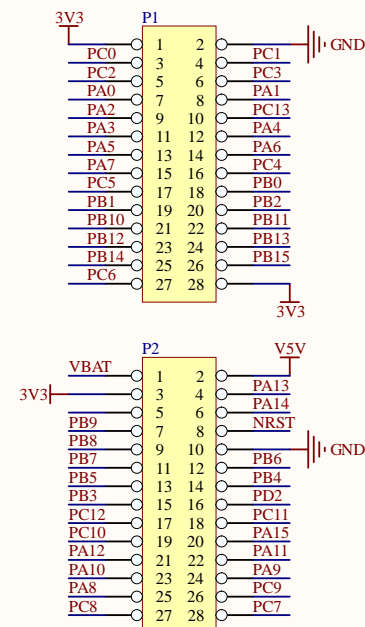 3V3 P1
1 2 GND
PC0 3 4 PC1
PC2 5 6 PC3
PA0 7 8 PA1
PA2 9 10 PC13
PA3 11 12 PA4
PA5 13 14 PA6
PA7 15 16 PC4
PC5 17 18 PB0
PB1 19 20 PB2
PB10 21 22 PB11
PB12 23 24 PB13
PB14 25 26 PB15
PC6 27 28
3V3
P2 V5V
VBAT 1 2
3V3 3 4 PA13
5 6 PA14
PB9 7 8 NRST
PB8 9 10 GND
PB7 11 12 PB6
PB5 13 14 PB4
PB3 15 16 PD2
PC12 17 18 PC11
PC10 19 20 PA15
PA12 21 22 PA11
PA10 23 24 PA9
PA8 25 26 PC9
PC8 27 28 PC7